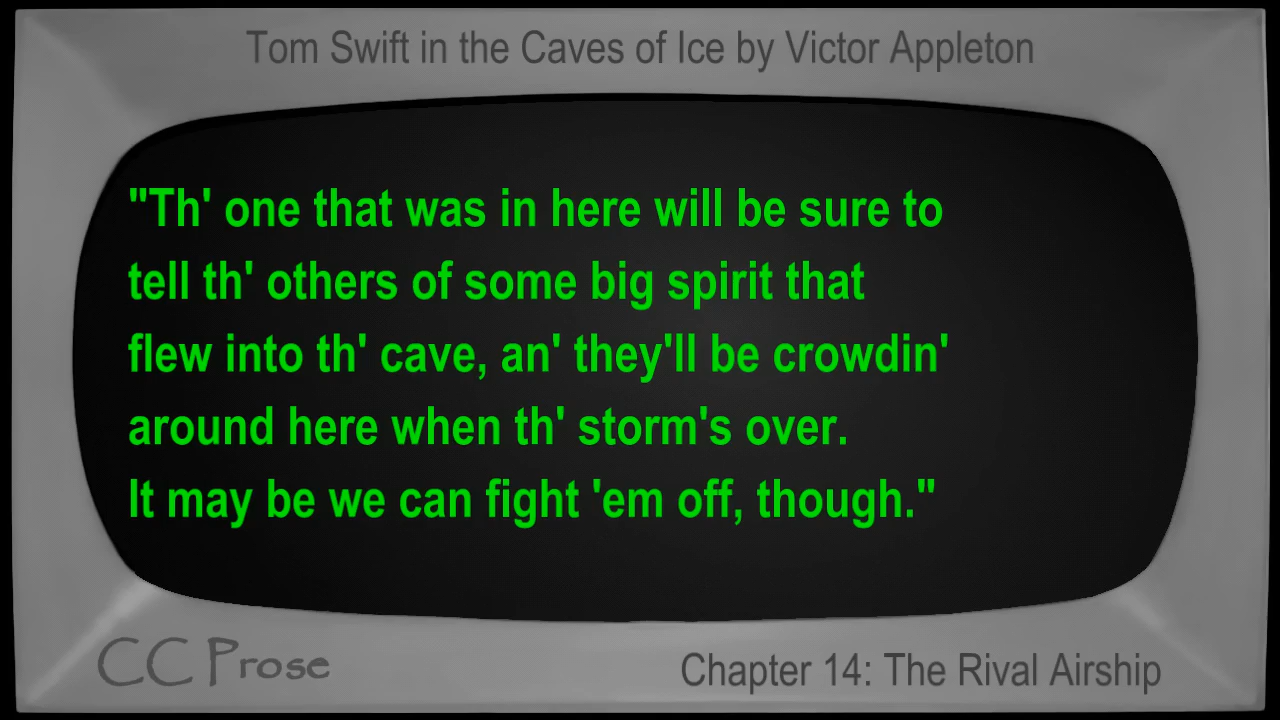 Tom Swift in the Caves of Ice by Victor Appleton
"Th' one that was in here will be sure to
tell th' others of some big spirit that
flew into th' cave, an' they'll be crowdin'
around here when th' storm's over.
It may be we can fight 'em off, though."
CC Prose
Chapter 14: The Rival Airship